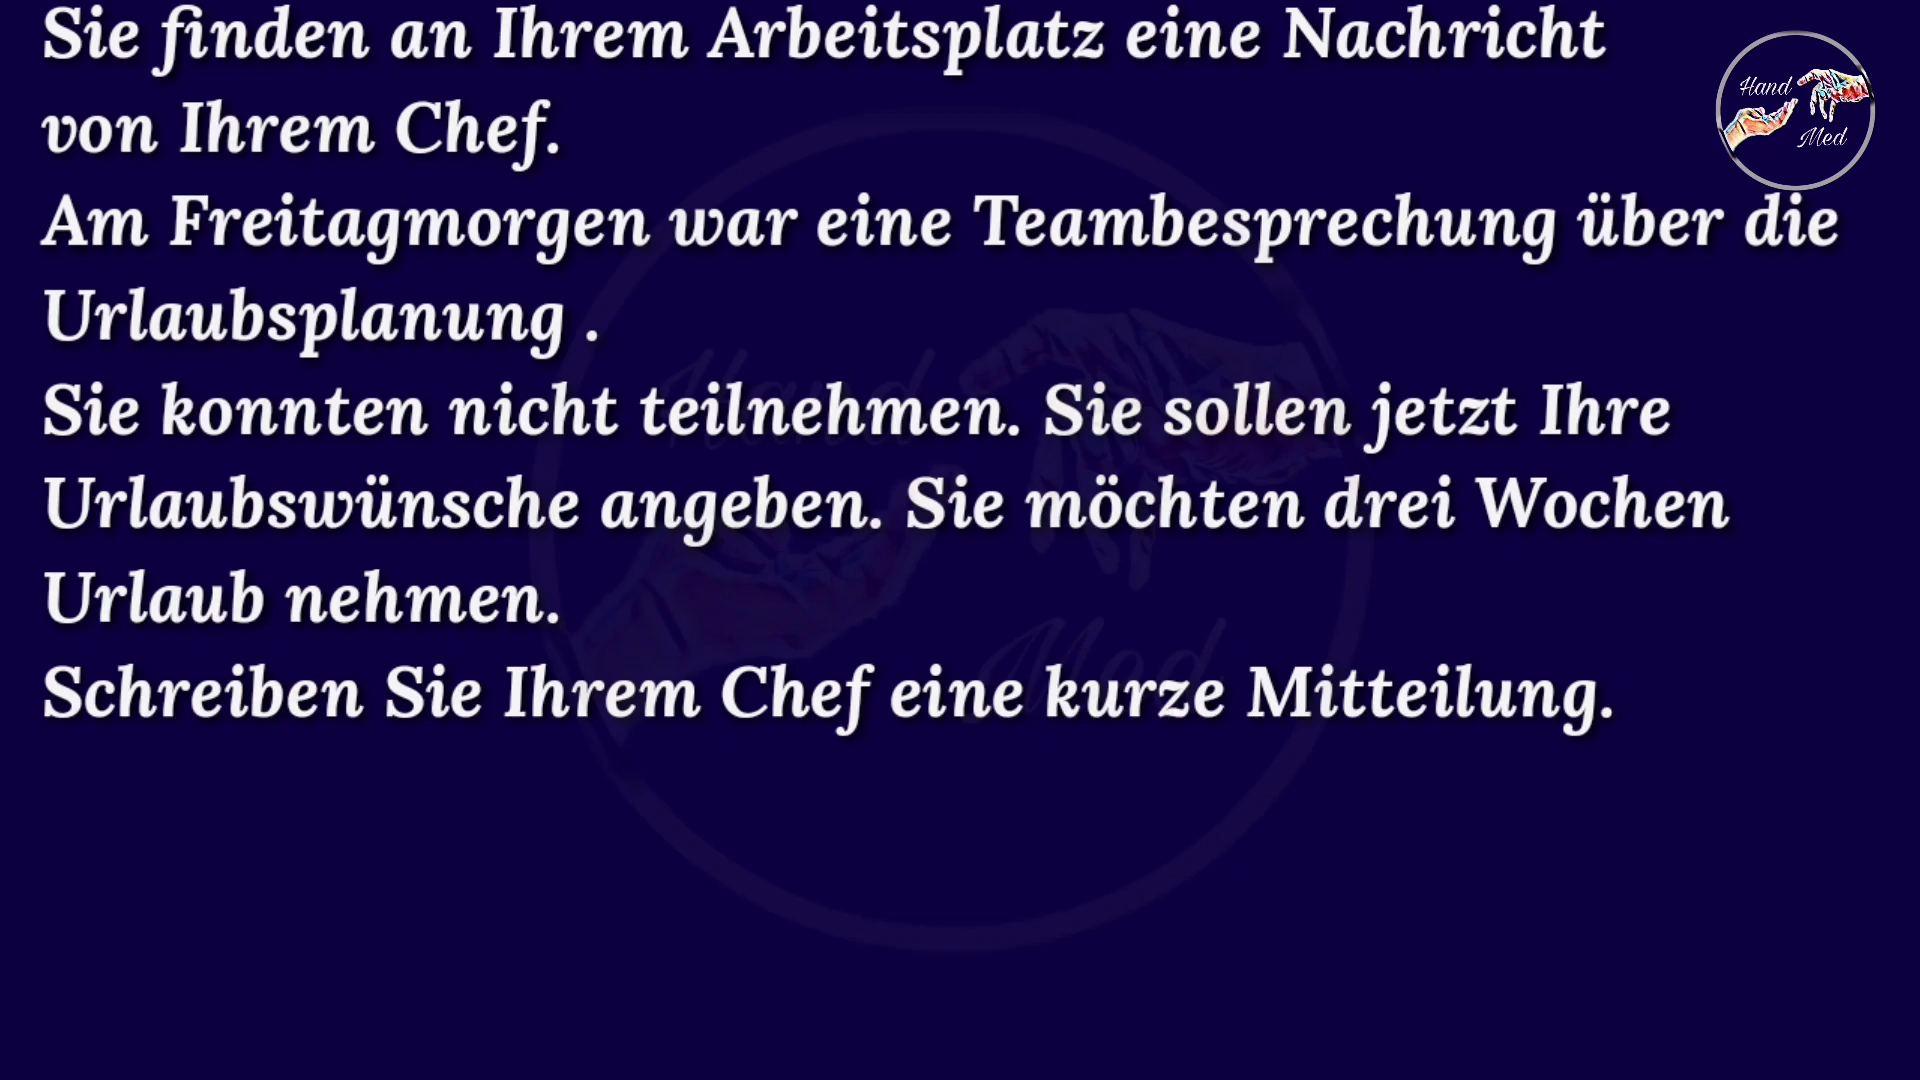 Sie finden an Ihrem Arbeitsplatz eine Nachricht
von Ihrem Chef.
Am Freitagmorgen war eine Teambesprechung über die
Urlaubsplanung .
Sie konnten nicht teilnehmen. Sie sollen jetzt Ihre
Urlaubswünsche angeben. Sie möchten drei Wochen
Urlaub nehmen.
Schreiben Sie Ihrem Chef eine kurze Mitteilung.
Hand
Med
Hand
Med